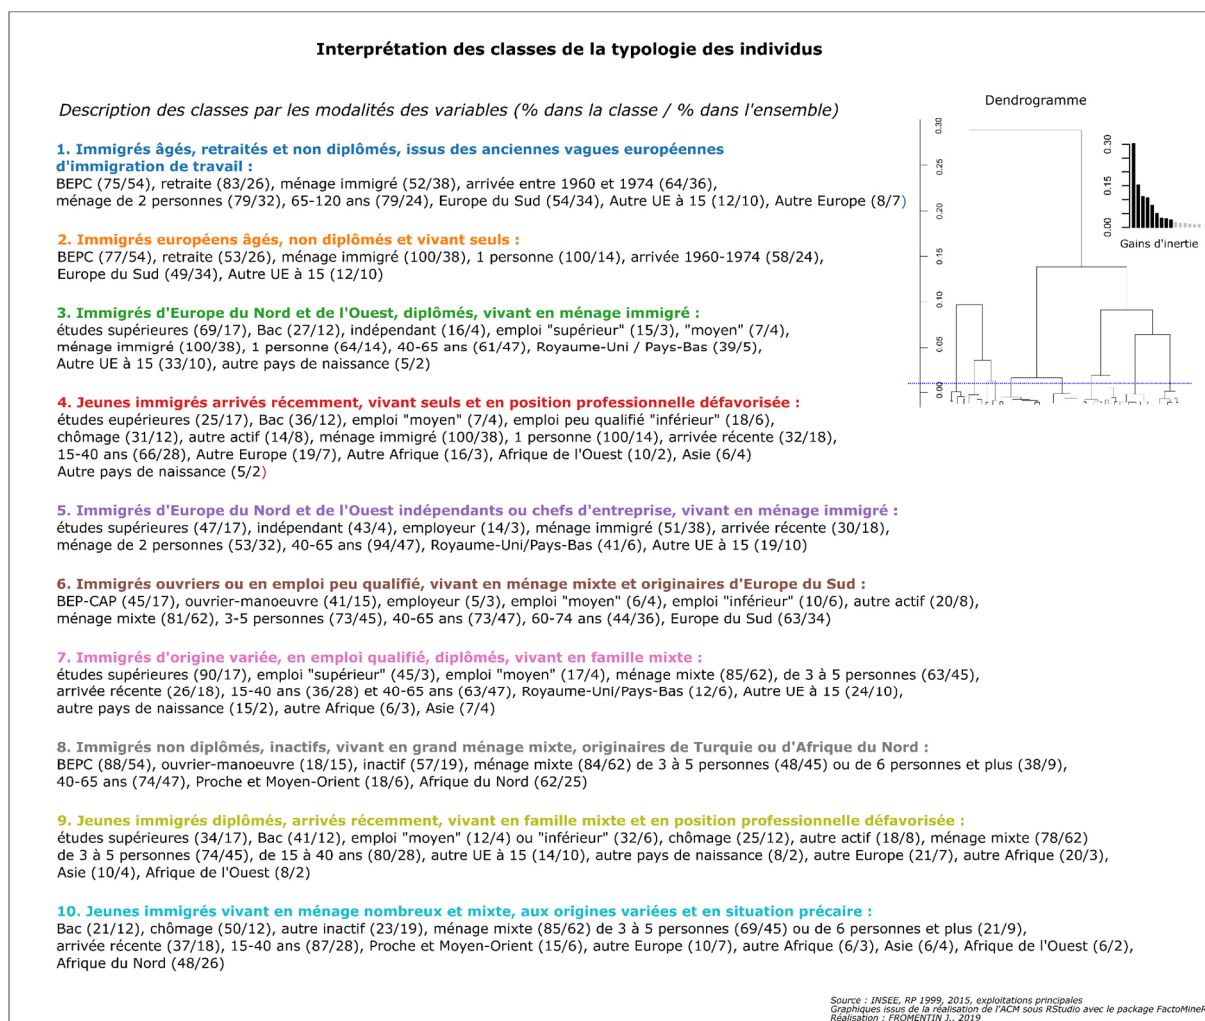 Interprétation des classes de la typologie des individus
Description des classes par les modalités des variables (% dans la classe / % dans l'ensemble)
1. Immigrés âgés, retraités et non diplômés, issus des anciennes vagues européennes
d'immigration de travail :
BEPC (75/54), retraite (83/26), ménage immigré (52/38), arrivée entre 1960 et 1974 (64/36),
ménage de 2 personnes (79/32), 65-120 ans (79/24), Europe du Sud (54/34), Autre UE à 15 (12/10), Autre Europe (8/7)
2. Immigrés européens âgés, non diplômés et vivant seuls :
BEPC (77/54), retraite (53/26), ménage immigré (100/38), 1 personne (100/14), arrivée 1960-1974 (58/24),
Europe du Sud (49/34), Autre UE à 15 (12/10)
3. Immigrés d'Europe du Nord et de l'Ouest, diplômés, vivant en ménage immigré :
études supérieures (69/17), Bac (27/12), indépendant (16/4), emploi "supérieur" (15/3), "moyen" (7/4),
ménage immigré (100/38), 1 personne (64/14), 40-65 ans (61/47), Royaume-Uni / Pays-Bas (39/5),
Autre UE à 15 (33/10), autre pays de naissance (5/2)
4. Jeunes immigrés arrivés récemment, vivant seuls et en position professionnelle défavorisée :
études eupérieures (25/17), Bac (36/12), emploi "moyen" (7/4), emploi peu qualifié "inférieur" (18/6),
chômage (31/12), autre actif (14/8), ménage immigré (100/38), 1 personne (100/14), arrivée récente (32/18),
15-40 ans (66/28), Autre Europe (19/7), Autre Afrique (16/3), Afrique de l'Ouest (10/2), Asie (6/4)
Autre pays de naissance (5/2)
5. Immigrés d'Europe du Nord et de l'Ouest indépendants ou chefs d'entreprise, vivant en ménage immigré :
études supérieures (47/17), indépendant (43/4), employeur (14/3), ménage immigré (51/38), arrivée récente (30/18),
ménage de 2 personnes (53/32), 40-65 ans (94/47), Royaume-Uni/Pays-Bas (41/6), Autre UE à 15 (19/10)
6. Immigrés ouvriers ou en emploi peu qualifié, vivant en ménage mixte et originaires d'Europe du Sud :
BEP-CAP (45/17), ouvrier-manoeuvre (41/15), employeur (5/3), emploi "moyen" (6/4), emploi "inférieur" (10/6), autre actif (20/8),
ménage mixte (81/62), 3-5 personnes (73/45), 40-65 ans (73/47), 60-74 ans (44/36), Europe du Sud (63/34)
7. Immigrés d'origine variée, en emploi qualifié, diplômés, vivant en famille mixte :
études supérieures (90/17), emploi "supérieur" (45/3), emploi "moyen" (17/4), ménage mixte (85/62), de 3 à 5 personnes (63/45),
arrivée récente (26/18), 15-40 ans (36/28) et 40-65 ans (63/47), Royaume-Uni/Pays-Bas (12/6), Autre UE à 15 (24/10),
autre pays de naissance (15/2), autre Afrique (6/3), Asie (7/4)
8. Immigrés non diplômés, inactifs, vivant en grand ménage mixte, originaires de Turquie ou d'Afrique du Nord :
BEPC (88/54), ouvrier-manoeuvre (18/15), inactif (57/19), ménage mixte (84/62) de 3 à 5 personnes (48/45) ou de 6 personnes et plus (38/9),
40-65 ans (74/47), Proche et Moyen-Orient (18/6), Afrique du Nord (62/25)
9. Jeunes immigrés diplômés, arrivés récemment, vivant en famille mixte et en position professionnelle défavorisée :
études supérieures (34/17), Bac (41/12), emploi "moyen" (12/4) ou "inférieur" (32/6), chômage (25/12), autre actif (18/8), ménage mixte (78/62)
de 3 à 5 personnes (74/45), de 15 à 40 ans (80/28), autre UE à 15 (14/10), autre pays de naissance (8/2), autre Europe (21/7), autre Afrique (20/3),
Asie (10/4), Afrique de l'Ouest (8/2)
10. Jeunes immigrés vivant en ménage nombreux et mixte, aux origines variées et en situation précaire :
Bac (21/12), chômage (50/12), autre inactif (23/19), ménage mixte (85/62) de 3 à 5 personnes (69/45) ou de 6 personnes et plus (21/9),
arrivée récente (37/18), 15-40 ans (87/28), Proche et Moyen-Orient (15/6), autre Europe (10/7), autre Afrique (6/3), Asie (6/4), Afrique de l'Ouest (6/2),
Afrique du Nord (48/26)
Dendrogramme
0.30
0.25
0.20
0.15
0.10
0.05
0.00
0.30
0.15
0.00
Gains d'inertie
Source : INSEE, RP 1999, 2015, exploitations principales
Graphiques issus de la réalisation de l'ACM sous RStudio avec le package FactoMineR
Réalisation : FROMENTIN J., 2019